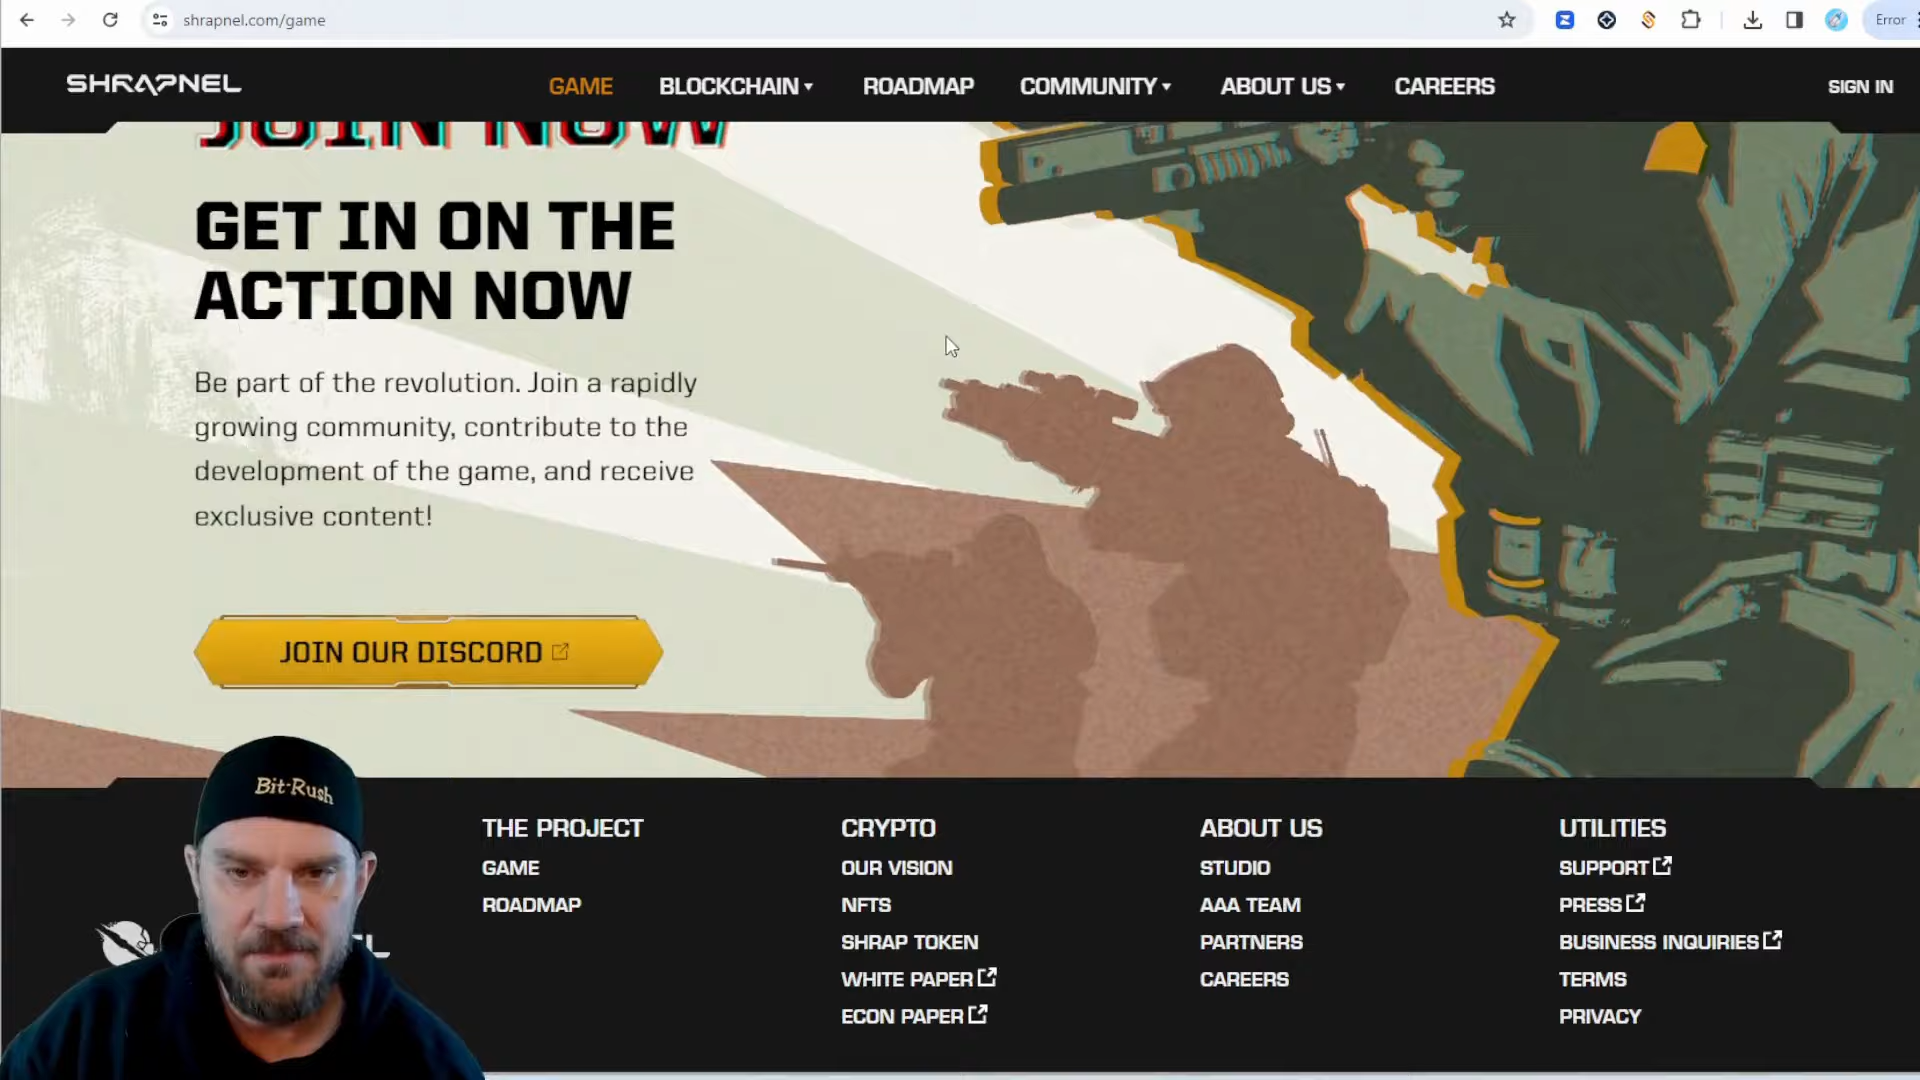 shrapnel.com/game
Error
SHRAPNEL
GAME
BLOCKCHAIN
ROADMAP
COMMUNITY
ABOUT US
CAREERS
SIGN IN
JOIN NOW
GET IN ON THE
ACTION NOW
Be part of the revolution. Join a rapidly
growing community, contribute to the
development of the game, and receive
exclusive content!
JOIN OUR DISCORD
Bit-Rush
THE PROJECT
GAME
ROADMAP
CRYPTO
OUR VISION
NFTS
SHRAP TOKEN
WHITE PAPER
ECON PAPER
ABOUT US
STUDIO
AAA TEAM
PARTNERS
CAREERS
UTILITIES
SUPPORT
PRESS
BUSINESS INQUIRIES
TERMS
PRIVACY